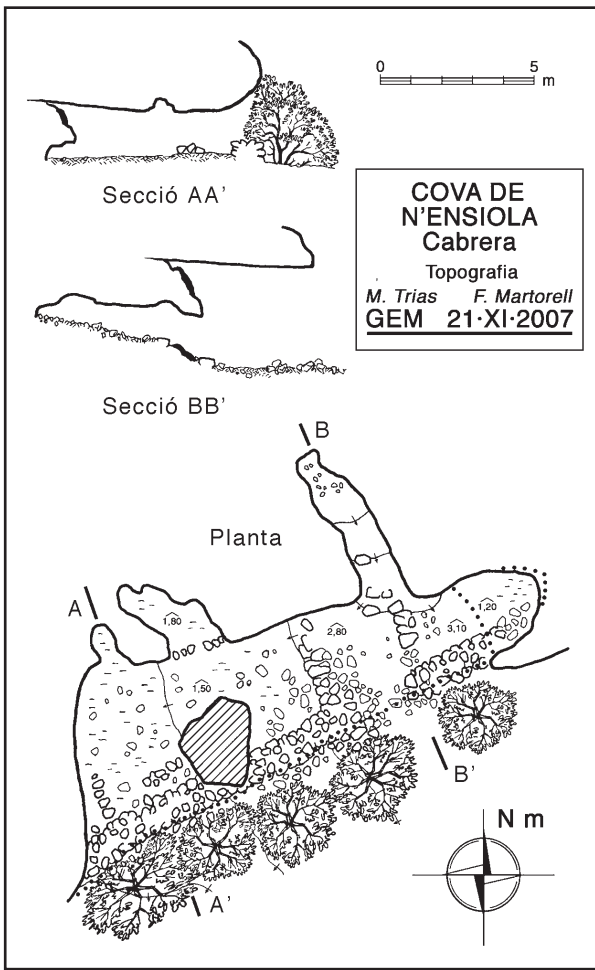 0 5
m
Secció AA'
COVA DE
N'ENSIOLA
Cabrera
Topografia
M. Trias F. Martorell
GEM 21·XI·2007
Secció BB'
B
Planta
A
1,80
1,20
2,80
3,10
1,50
B'
N m
A'